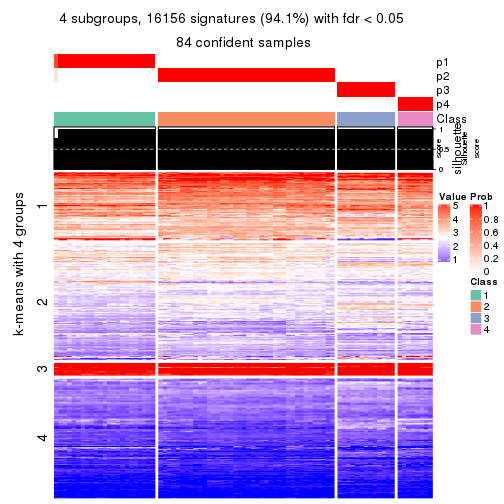 4 subgroups, 16156 signatures (94.1%) with fdr < 0.05
84 confident samples
p1
p2
p3
p4
Class
1
0.5
0
silhouette
Silhouette
score
k-means with 4 groups
1
2
3
4
Value
5
4
3
2
1
Prob
1
0.8
0.6
0.4
0.2
0
Class
1
2
3
4